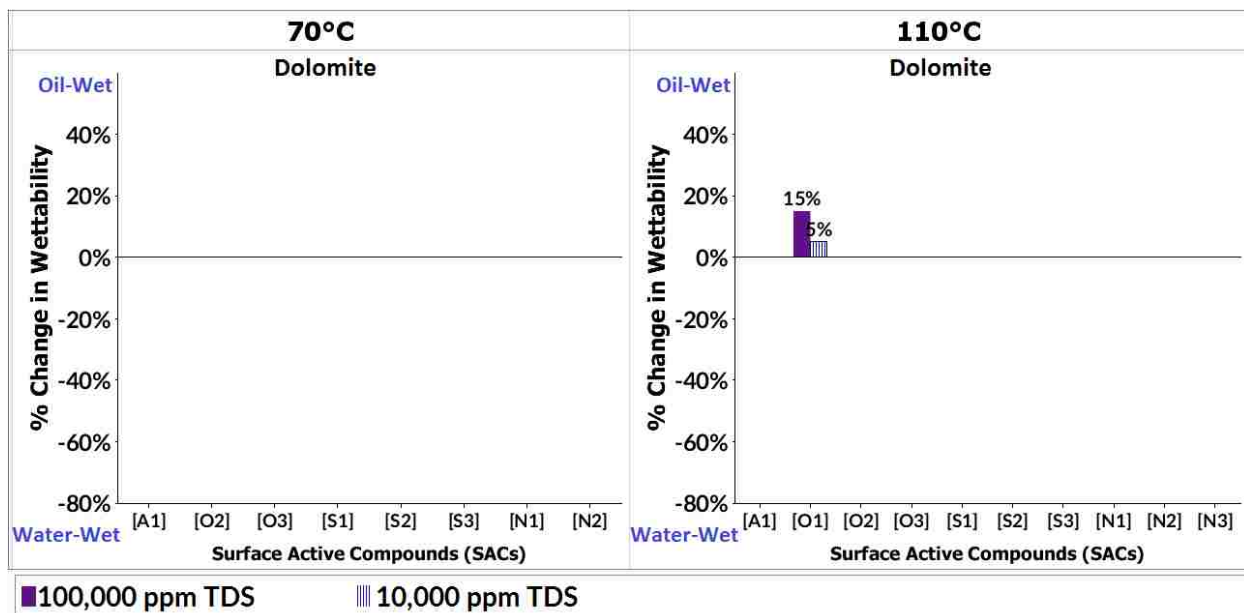 70°C
110°C
Dolomite
Dolomite
Oil-Wet
% Change in Wettability
40%
20%
0%
-20%
-40%
-60%
-80%
Water-Wet
[A1] [O2] [O3] [S1] [S2] [S3] [N1] [N2]
Surface Active Compounds (SACs)
Oil-Wet
% Change in Wettability
40%
20%
0%
-20%
-40%
-60%
-80%
15%
5%
Water-Wet
[A1] [O1] [O2] [O3] [S1] [S2] [S3] [N1] [N2] [N3]
Surface Active Compounds (SACs)
100,000 ppm TDS
10,000 ppm TDS